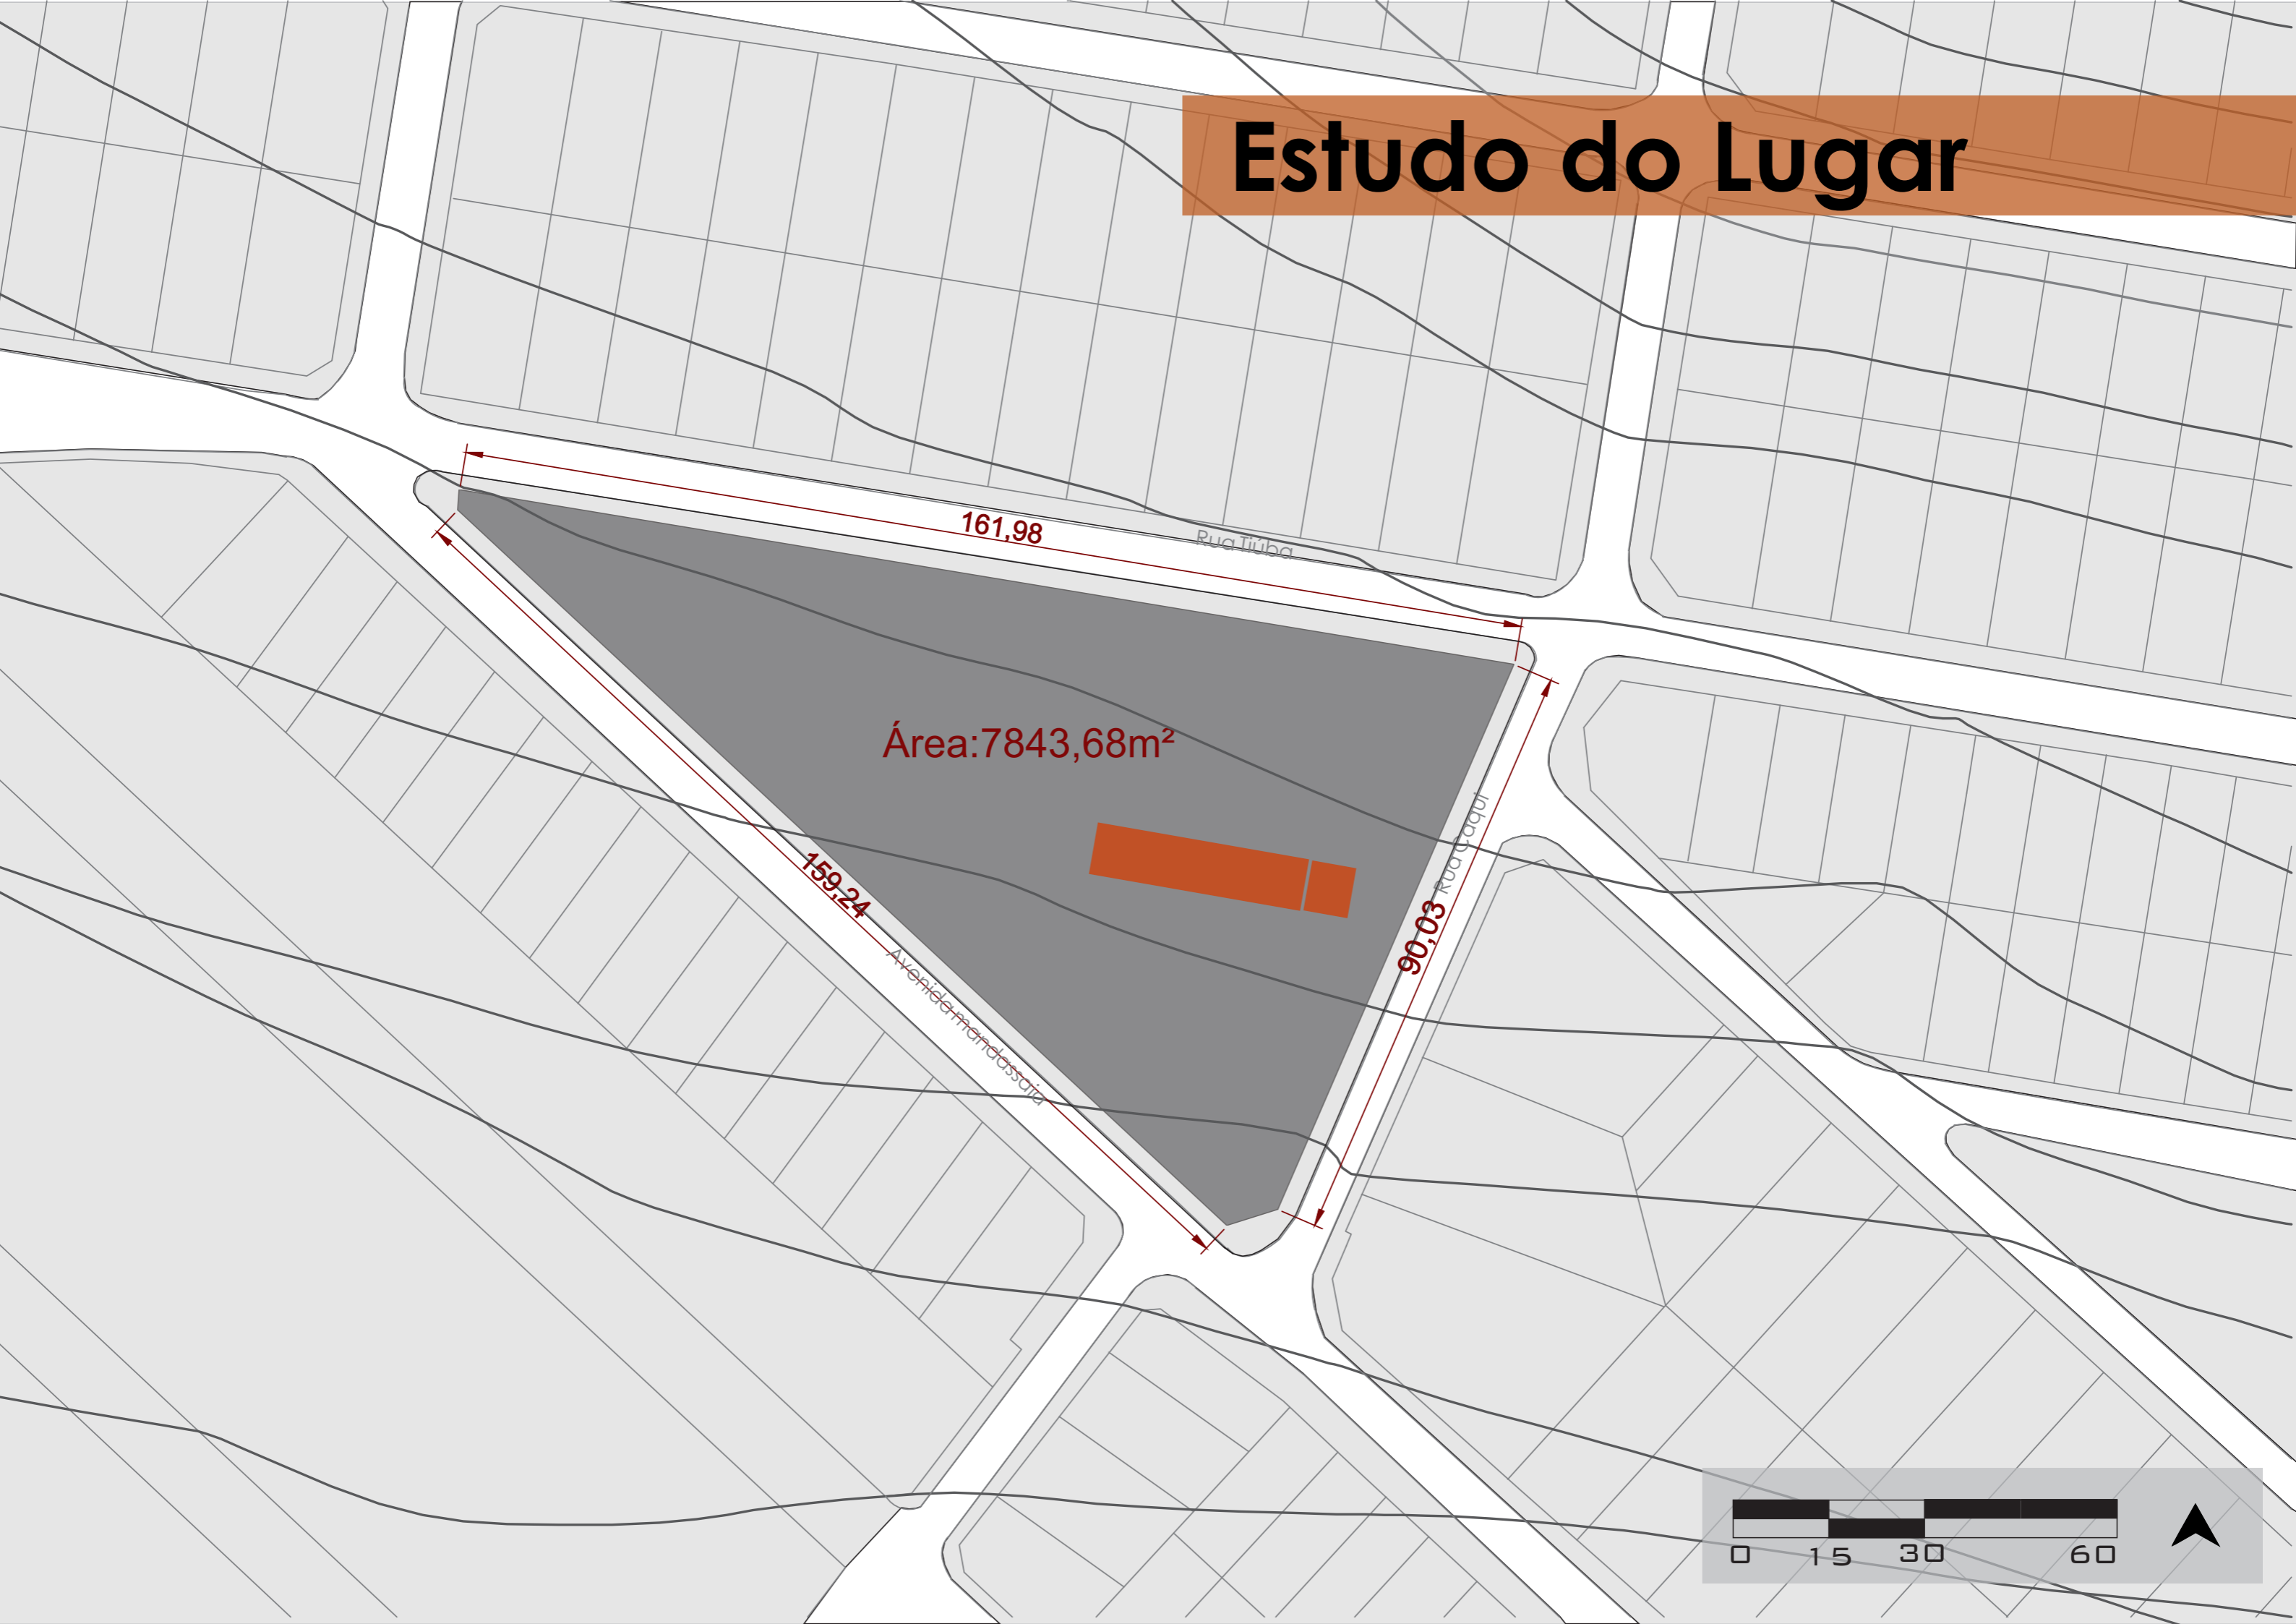 Estudo do Lugar
161,98
Rua Tiúba
Área:7843,68m²
159,24
Rua Caqui
90,03
Avenida mandassaia
0 15 30 60